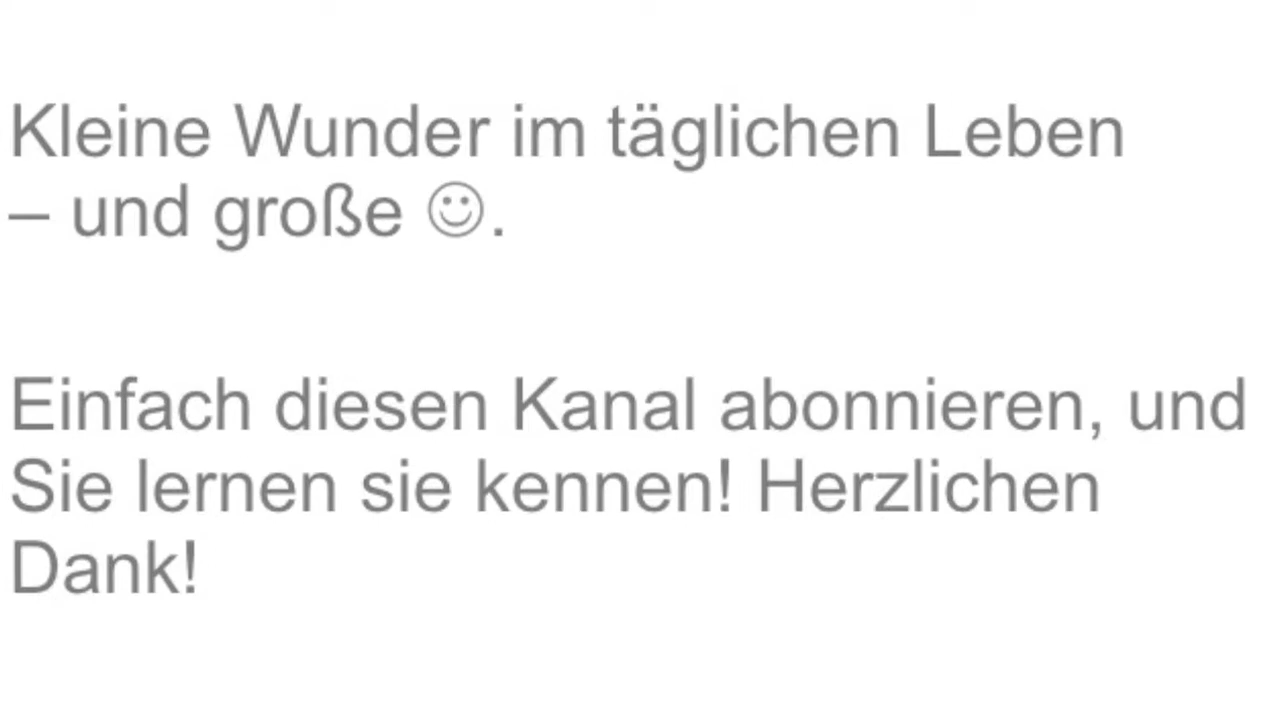 Kleine Wunder im täglichen Leben
– und große ☺.
Einfach diesen Kanal abonnieren, und
Sie lernen sie kennen! Herzlichen
Dank!